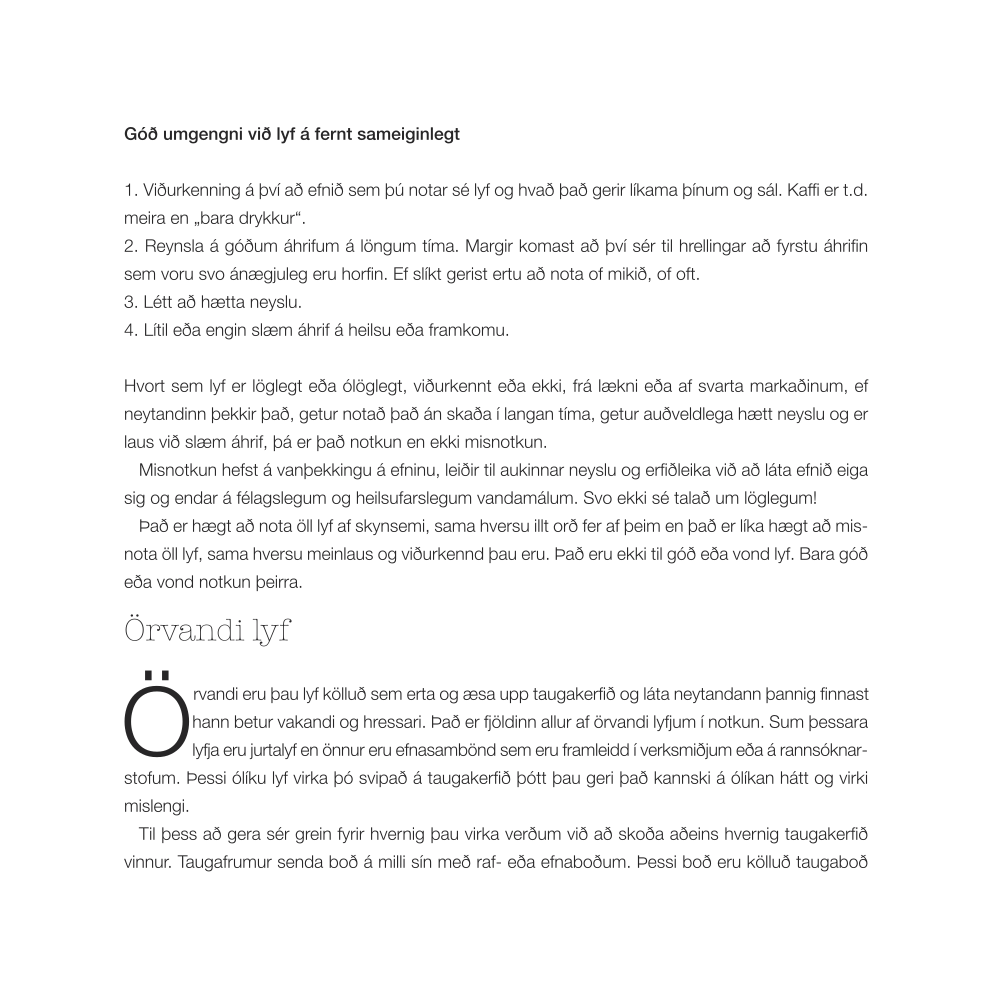 Góð umgengni við lyf á fernt sameiginlegt
1. Viðurkenning á því að efnið sem þú notar sé lyf og hvað það gerir líkama þínum og sál. Kaffi er t.d.
meira en „bara drykkur“.
2. Reynsla á góðum áhrifum á löngum tíma. Margir komast að því sér til hrellingar að fyrstu áhrifin
sem voru svo ánægjuleg eru horfin. Ef slíkt gerist ertu að nota of mikið, of oft.
3. Létt að hætta neyslu.
4. Lítil eða engin slæm áhrif á heilsu eða framkomu.
Hvort sem lyf er löglegt eða ólöglegt, viðurkennt eða ekki, frá lækni eða af svarta markaðinum, ef
neytandinn þekkir það, getur notað það án skaða í langan tíma, getur auðveldlega hætt neyslu og er
laus við slæm áhrif, þá er það notkun en ekki misnotkun.
Misnotkun hefst á vanþekkingu á efninu, leiðir til aukinnar neyslu og erfiðleika við að láta efnið eiga
sig og endar á félagslegum og heilsufarslegum vandamálum. Svo ekki sé talað um löglegum!
Það er hægt að nota öll lyf af skynsemi, sama hversu illt orð fer af þeim en það er líka hægt að mis-
nota öll lyf, sama hversu meinlaus og viðurkennd þau eru. Það eru ekki til góð eða vond lyf. Bara góð
eða vond notkun þeirra.
Örvandi lyf
Örvandi eru þau lyf kölluð sem erta og æsa upp taugakerfið og láta neytandann þannig finnast
hann betur vakandi og hressari. Það er fjöldinn allur af örvandi lyfjum í notkun. Sum þessara
lyfja eru jurtalyf en önnur eru efnasambönd sem eru framleidd í verksmiðjum eða á rannsóknar-
stofum. Þessi ólíku lyf virka þó svipað á taugakerfið þótt þau geri það kannski á ólíkan hátt og virki
mislengi.
Til þess að gera sér grein fyrir hvernig þau virka verðum við að skoða aðeins hvernig taugakerfið
vinnur. Taugafrumur senda boð á milli sín með raf- eða efnaboðum. Þessi boð eru kölluð taugaboð